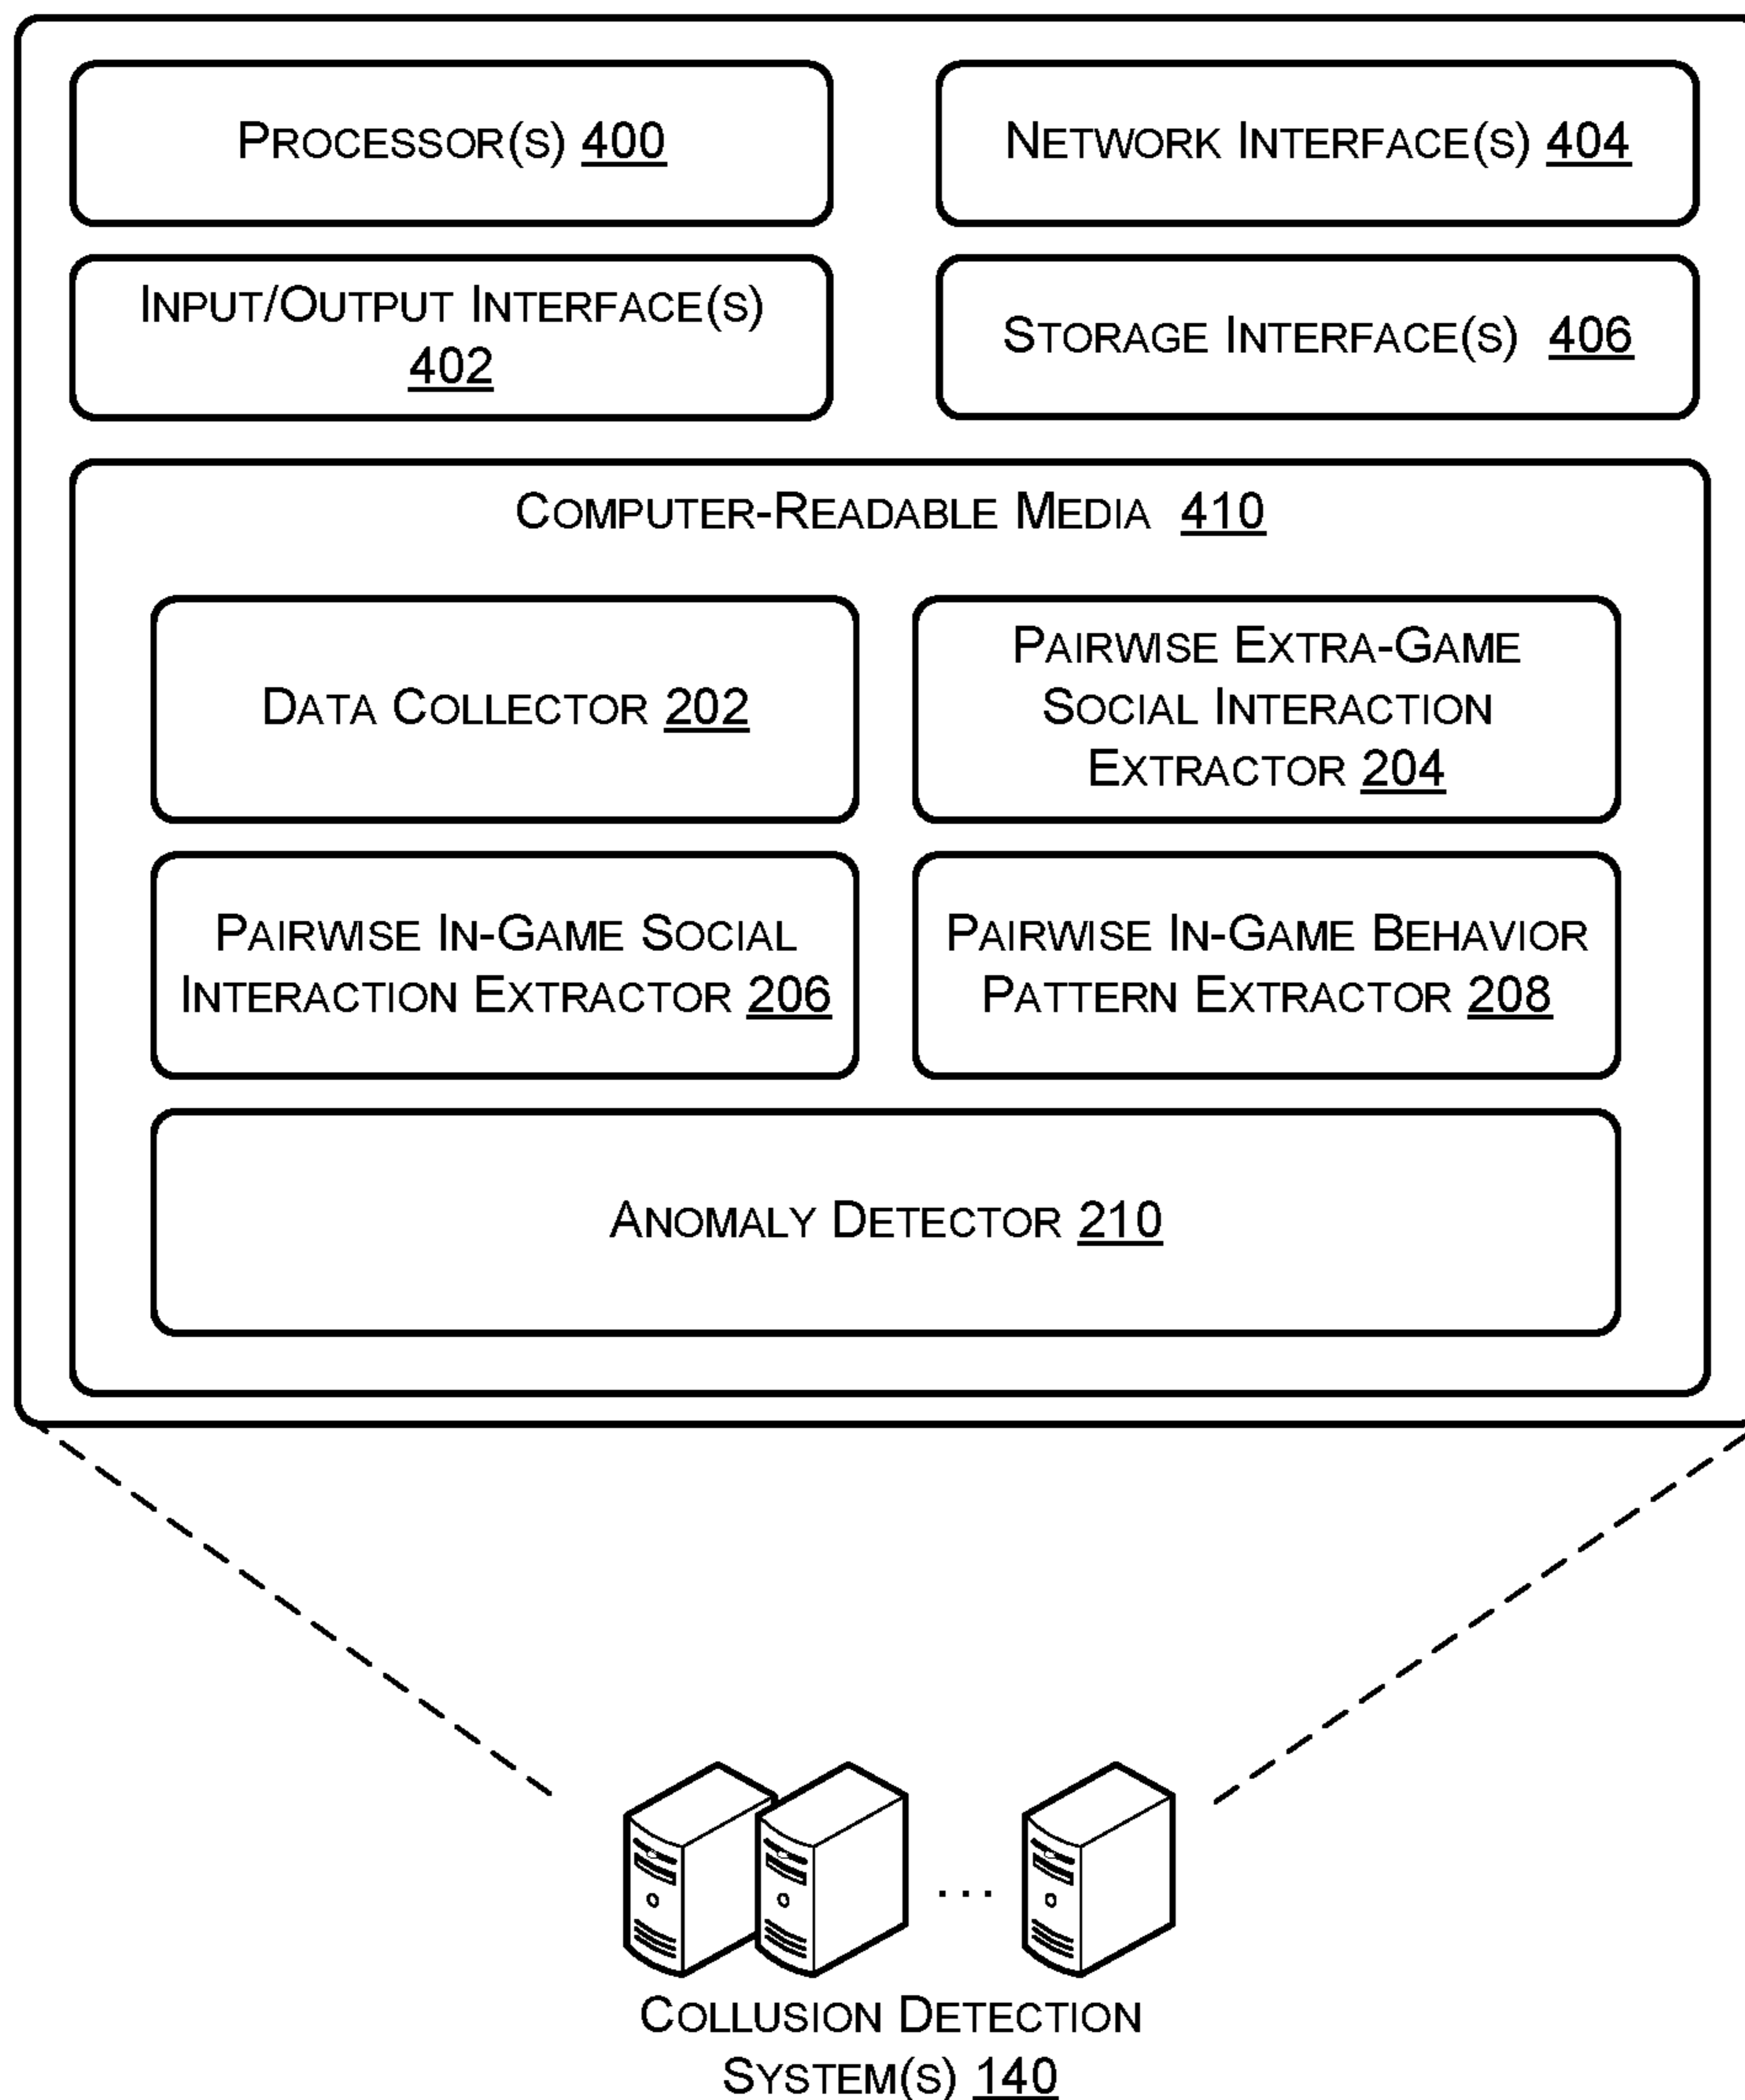 PROCESSOR(S) 400
NETWORK INTERFACE(S) 404
INPUT/OUTPUT INTERFACE(S)
402
STORAGE INTERFACE(S) 406
COMPUTER-READABLE MEDIA 410
DATA COLLECTOR 202
PAIRWISE EXTRA-GAME
SOCIAL INTERACTION
EXTRACTOR 204
PAIRWISE IN-GAME SOCIAL
INTERACTION EXTRACTOR 206
PAIRWISE IN-GAME BEHAVIOR
PATTERN EXTRACTOR 208
ANOMALY DETECTOR 210
...
COLLUSION DETECTION
SYSTEM(S) 140